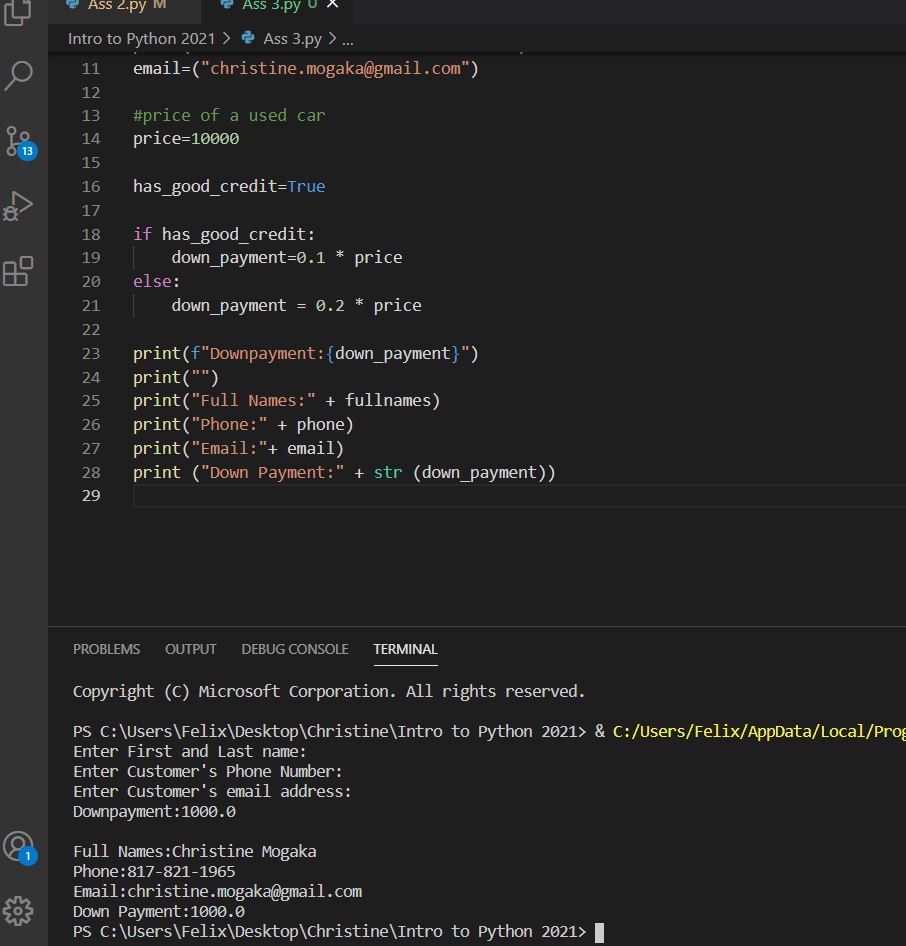 Ass 2.py M
Ass 3.py U
Intro to Python 2021 > Ass 3.py > ...
11 email=("christine.mogaka@gmail.com")
12
13 #price of a used car
14 price=10000
15
16 has_good_credit=True
17
18 if has_good_credit:
19 down_payment=0.1 * price
20 else:
21 down_payment = 0.2 * price
22
23 print(f"Downpayment:{down_payment}")
24 print("")
25 print("Full Names:" + fullnames)
26 print("Phone:" + phone)
27 print("Email:"+ email)
28 print ("Down Payment:" + str (down_payment))
29
13
PROBLEMS OUTPUT DEBUG CONSOLE TERMINAL
Copyright (C) Microsoft Corporation. All rights reserved.
PS C:\Users\Felix\Desktop\Christine\Intro to Python 2021> & C:/Users/Felix/AppData/Local/Prog
Enter First and Last name:
Enter Customer's Phone Number:
Enter Customer's email address:
Downpayment:1000.0
Full Names:Christine Mogaka
Phone:817-821-1965
Email:christine.mogaka@gmail.com
Down Payment:1000.0
PS C:\Users\Felix\Desktop\Christine\Intro to Python 2021>
1